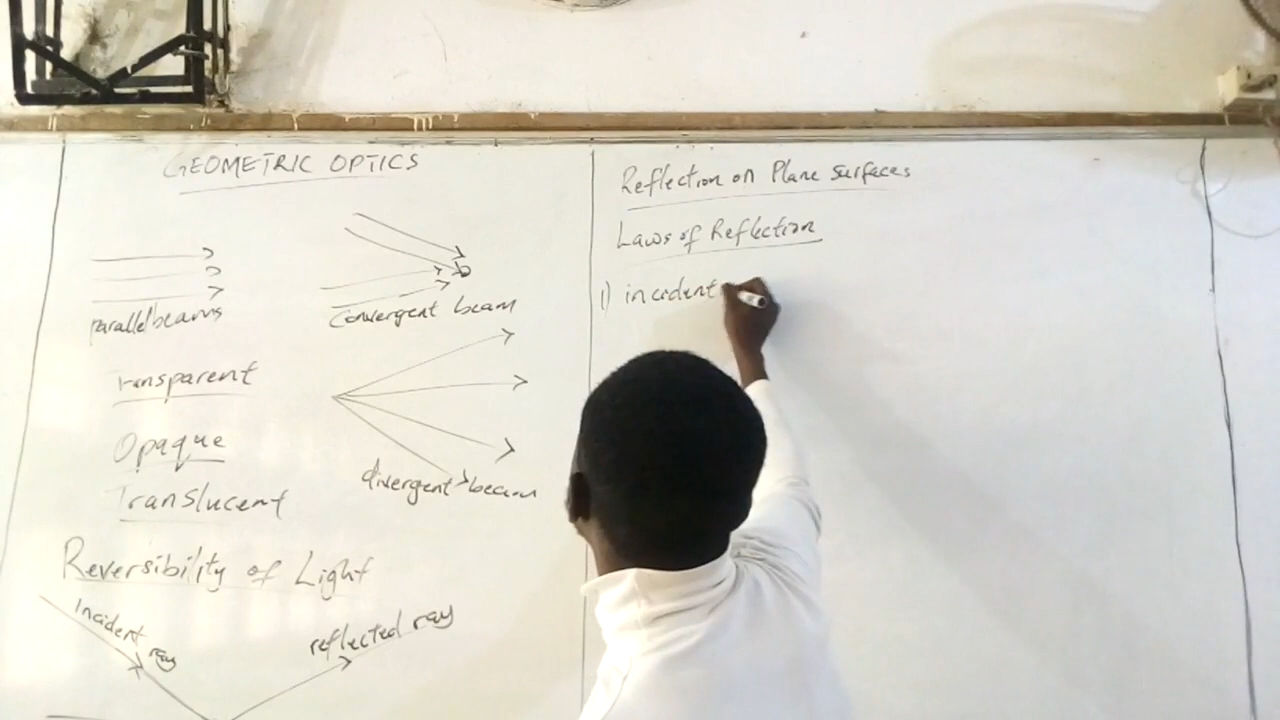 GEOMETRIC OPTICS
parallel beams
Convergent beam
Transparent
Opaque
Translucent
divergent beam
Reversibility of Light
Incident ray
reflected ray
Reflection on Plane Surfaces
Laws of Reflection
1) incident